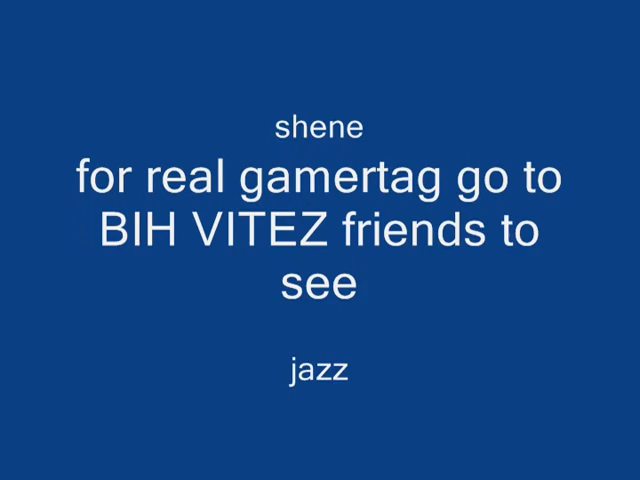 shene
for real gamertag go to
BIH VITEZ friends to
see
jazz